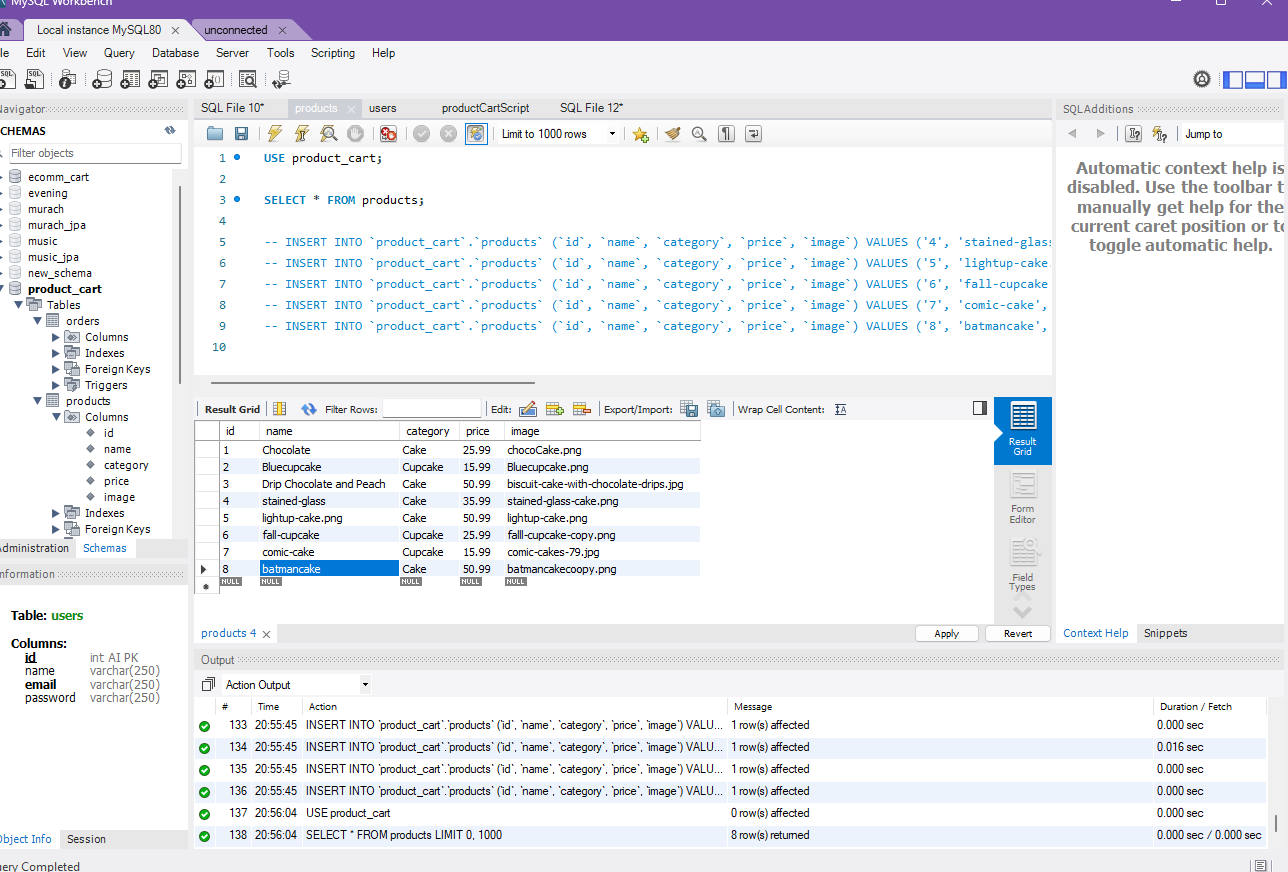 MySQL Workbench
Local instance MySQL80
unconnected
Edit View Query Database Server Tools Scripting Help
SQL File 10*
products
users
productCartScript
SQL File 12*
SQLAdditions
SCHEMAS
Filter objects
Limit to 1000 rows
Jump to
ecomm_cart
evening
murach
murach_jpa
music
music_jpa
new_schema
product_cart
Tables
orders
Columns
Indexes
Foreign Keys
Triggers
products
Columns
id
name
category
price
image
Indexes
Foreign Keys
Schemas
1 USE product_cart;
2
3 SELECT * FROM products;
4
5 -- INSERT INTO `product_cart`.`products` (`id`, `name`, `category`, `price`, `image`) VALUES ('4', 'stained-glass
6 -- INSERT INTO `product_cart`.`products` (`id`, `name`, `category`, `price`, `image`) VALUES ('5', 'lightup-cake
7 -- INSERT INTO `product_cart`.`products` (`id`, `name`, `category`, `price`, `image`) VALUES ('6', 'fall-cupcake
8 -- INSERT INTO `product_cart`.`products` (`id`, `name`, `category`, `price`, `image`) VALUES ('7', 'comic-cake',
9 -- INSERT INTO `product_cart`.`products` (`id`, `name`, `category`, `price`, `image`) VALUES ('8', 'batmancake',
10
Automatic context help is
disabled. Use the toolbar
manually get help for the
current caret position or
toggle automatic help.
Result Grid
Filter Rows:
Edit:
Export/Import:
Wrap Cell Content:
id name category price image
1 Chocolate Cake 25.99 chocoCake.png
2 Bluecupcake Cupcake 15.99 Bluecupcake.png
3 Drip Chocolate and Peach Cake 50.99 biscuit-cake-with-chocolate-drips.jpg
4 stained-glass Cake 35.99 stained-glass-cake.png
5 lightup-cake.png Cake 50.99 lightup-cake.png
6 fall-cupcake Cupcake 25.99 falll-cupcake-copy.png
7 comic-cake Cupcake 15.99 comic-cakes-79.jpg
8 batmancake Cake 50.99 batmancakecoopy.png
NULL NULL NULL NULL NULL
Result
Grid
Form
Editor
Field
Types
products 4
Apply
Revert
Context Help
Snippets
Table: users
Columns:
id int AI PK
name varchar(250)
email varchar(250)
password varchar(250)
Object Info
Session
Output
Action Output
# Time Action Message Duration / Fetch
133 20:55:45 INSERT INTO `product_cart`.`products` (`id`, `name`, `category`, `price`, `image`) VALU... 1 row(s) affected 0.000 sec
134 20:55:45 INSERT INTO `product_cart`.`products` (`id`, `name`, `category`, `price`, `image`) VALU... 1 row(s) affected 0.016 sec
135 20:55:45 INSERT INTO `product_cart`.`products` (`id`, `name`, `category`, `price`, `image`) VALU... 1 row(s) affected 0.000 sec
136 20:55:45 INSERT INTO `product_cart`.`products` (`id`, `name`, `category`, `price`, `image`) VALU... 1 row(s) affected 0.000 sec
137 20:56:04 USE product_cart 0 row(s) affected 0.000 sec
138 20:56:04 SELECT * FROM products LIMIT 0, 1000 8 row(s) returned 0.000 sec / 0.000 sec
Completed